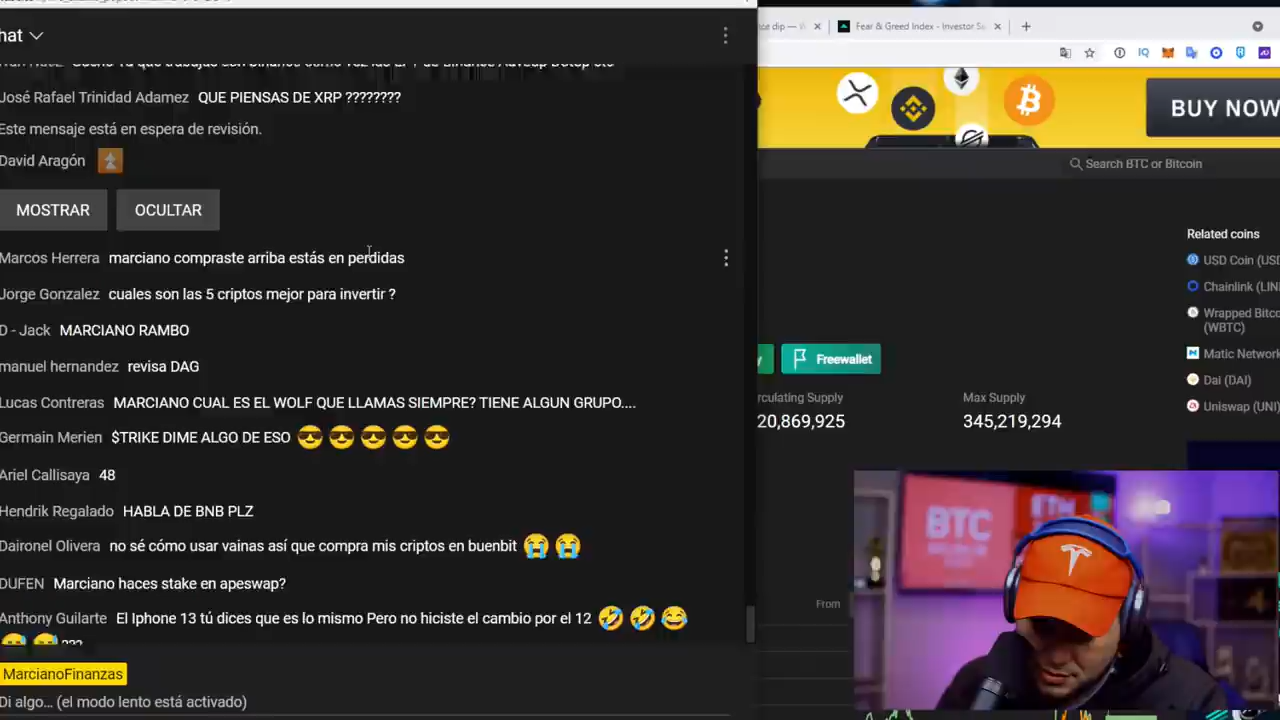 ce dip —
Fear & Greed Index - Investor Se
hat
BUY NOW
José Rafael Trinidad Adamez QUE PIENSAS DE XRP ????????
Este mensaje está en espera de revisión.
David Aragón
MOSTRAR OCULTAR
Marcos Herrera marciano compraste arriba estás en perdidas
Jorge Gonzalez cuales son las 5 criptos mejor para invertir ?
D - Jack MARCIANO RAMBO
manuel hernandez revisa DAG
Lucas Contreras MARCIANO CUAL ES EL WOLF QUE LLAMAS SIEMPRE? TIENE ALGUN GRUPO....
Germain Merien $TRIKE DIME ALGO DE ESO 😎 😎 😎 😎 😎
Ariel Callisaya 48
Hendrik Regalado HABLA DE BNB PLZ
Daironel Olivera no sé cómo usar vainas así que compra mis criptos en buenbit 😭 😭
DUFEN Marciano haces stake en apeswap?
Anthony Guilarte El Iphone 13 tú dices que es lo mismo Pero no hiciste el cambio por el 12 🤣 🤣 😂
???
MarcianoFinanzas
Di algo... (el modo lento está activado)
Search BTC or Bitcoin
Related coins
USD Coin (USD
Chainlink (LIN
Wrapped Bitco
(WBTC)
Matic Network
Dai (DAI)
Uniswap (UNI)
y Freewallet
rculating Supply Max Supply
20,869,925 345,219,294
From
BTC
ETH